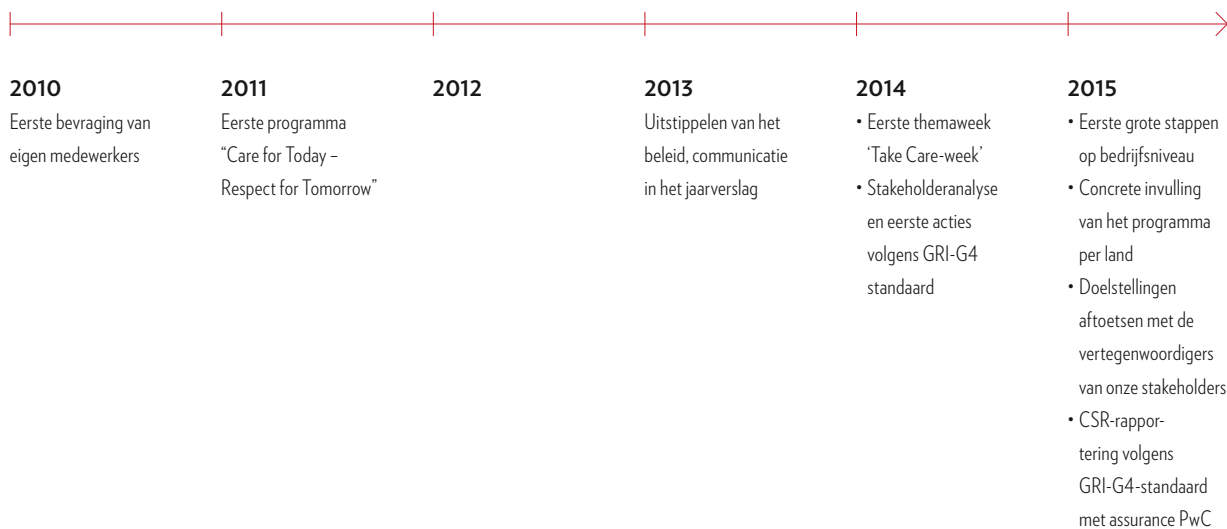 2010
Eerste bevraging van
eigen medewerkers
2011
Eerste programma
“Care for Today –
Respect for Tomorrow”
2012
2013
Uitstippelen van het
beleid, communicatie
in het jaarverslag
2014
• Eerste themaweek
‘Take Care-week’
• Stakeholderanalyse
en eerste acties
volgens GRI-G4
standaard
2015
• Eerste grote stappen
op bedrijfsniveau
• Concrete invulling
van het programma
per land
• Doelstellingen
aftoetsen met de
vertegenwoordigers
van onze stakeholders
• CSR-rappor-
tering volgens
GRI-G4-standaard
met assurance PwC